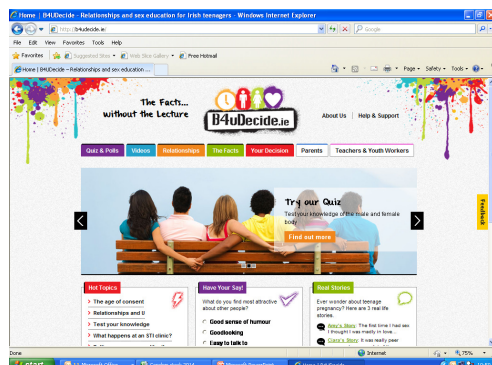 Home | B4UDecide - Relationships and sex education for Irish teenagers - Windows Internet Explorer
http://b4udecide.ie/
Google
File Edit View Favorites Tools Help
Favorites Suggested Sites Web Slice Gallery Free Hotmail
Home | B4UDecide - Relationships and sex education ...
Page Safety Tools
The Facts...
without the Lecture
B4uDecide.ie
About Us | Help & Support
Quiz & Polls Videos Relationships The Facts Your Decision Parents Teachers & Youth Workers
Try our Quiz
Test your knowledge of the male and female
body
Find out more
Feedback
Hot Topics
The age of consent
Relationships and U
Test your knowledge
What happens at an STI clinic?
Have Your Say!
What do you find most attractive
about other people?
Good sense of humour
Goodlooking
Easy to talk to
Real Stories
Ever wonder about teenage
pregnancy? Here are 3 real life
stories.
Amy's Story: The first time I had sex
I thought I was madly in love...
Ciara's Story: It was really peer
Done
Internet
75%
start